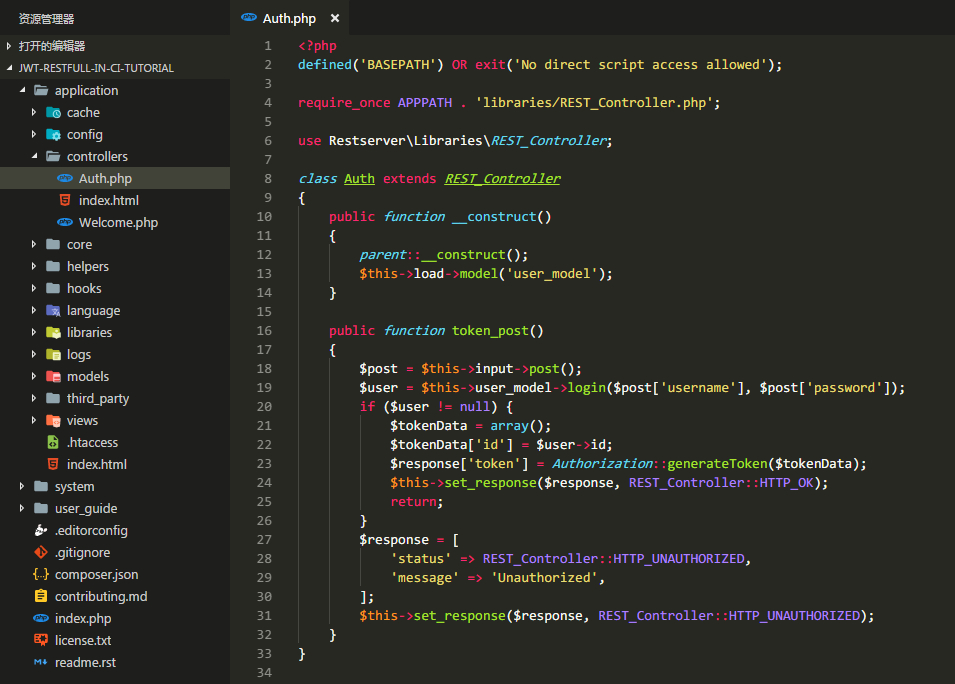 资源管理器
打开的编辑器
JWT-RESTFULL-IN-CI-TUTORIAL
application
cache
config
controllers
Auth.php
index.html
Welcome.php
core
helpers
hooks
language
libraries
logs
models
third_party
views
.htaccess
index.html
system
user_guide
.editorconfig
.gitignore
composer.json
contributing.md
index.php
license.txt
readme.rst
Auth.php ×
1 <?php
2 defined('BASEPATH') OR exit('No direct script access allowed');
3
4 require_once APPPATH . 'libraries/REST_Controller.php';
5
6 use Restserver\Libraries\REST_Controller;
7
8 class Auth extends REST_Controller
9 {
10     public function __construct()
11     {
12         parent::__construct();
13         $this->load->model('user_model');
14     }
15
16     public function token_post()
17     {
18         $post = $this->input->post();
19         $user = $this->user_model->login($post['username'], $post['password']);
20         if ($user != null) {
21             $tokenData = array();
22             $tokenData['id'] = $user->id;
23             $response['token'] = Authorization::generateToken($tokenData);
24             $this->set_response($response, REST_Controller::HTTP_OK);
25             return;
26         }
27         $response = [
28             'status' => REST_Controller::HTTP_UNAUTHORIZED,
29             'message' => 'Unauthorized',
30         ];
31         $this->set_response($response, REST_Controller::HTTP_UNAUTHORIZED);
32     }
33 }
34